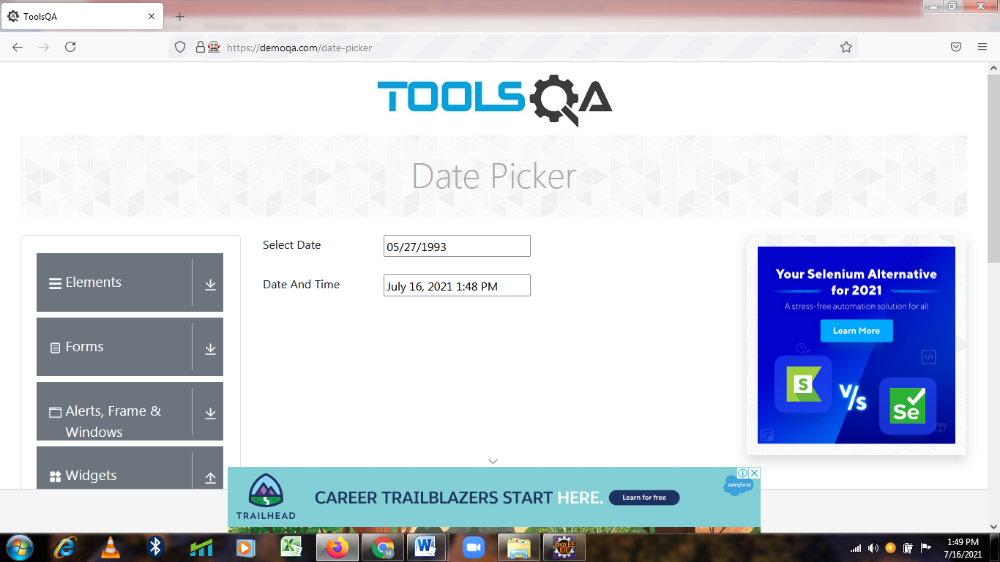 ToolsQA
https://demoqa.com/date-picker
TOOLSQA
Date Picker
Select Date
05/27/1993
Date And Time
July 16, 2021 1:48 PM
Elements
Forms
Alerts, Frame &
Windows
Widgets
Your Selenium Alternative
for 2021
A stress-free automation solution for all
Learn More
S
V/s
Se
TRAILHEAD
CAREER TRAILBLAZERS START HERE.
Learn for free
salesforce
M
Java EE
IDE
1:49 PM
7/16/2021